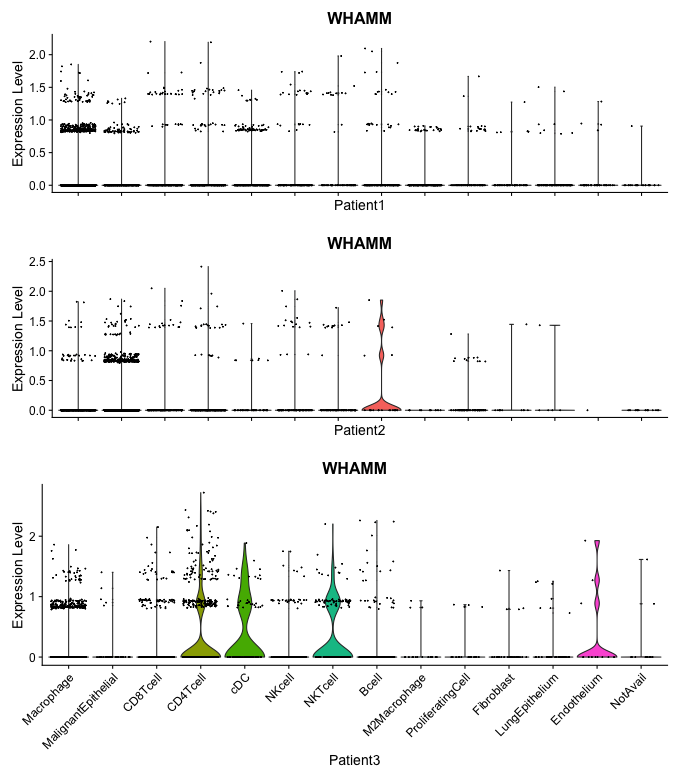 WHAMM
Expression Level
2.0
1.5
1.0
0.5
0.0
Patient1
WHAMM
Expression Level
2.5
2.0
1.5
1.0
0.5
0.0
Patient2
WHAMM
Expression Level
2
1
0
Macrophage
MalignantEpithelial
CD8Tcell
CD4Tcell
cDC
NKcell
NKTcell
Bcell
M2Macrophage
ProliferatingCell
Fibroblast
LungEpithelium
Endothelium
NotAvail
Patient3